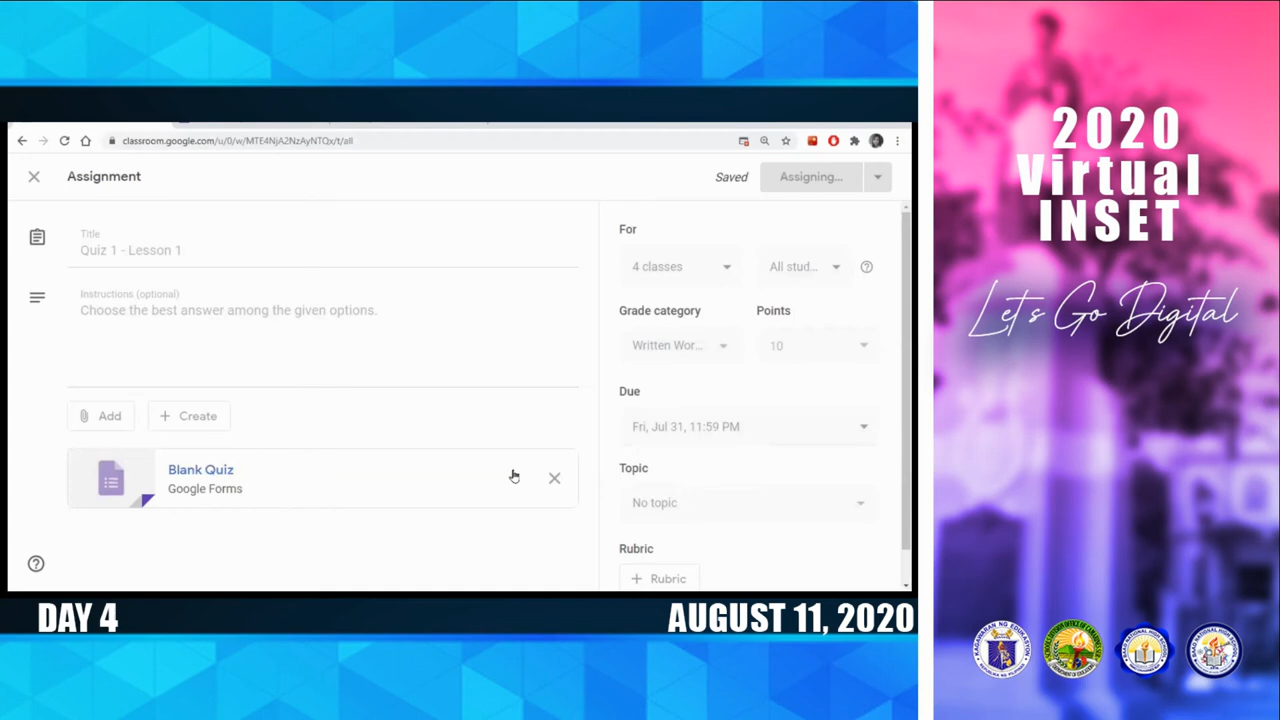 classroom.google.com/u/0/w/MTE4NjA2NzAyNTQx/t/all
Assignment
Saved
Assigning...
Title
Quiz 1 - Lesson 1
Instructions (optional)
Choose the best answer among the given options.
Add
Create
Blank Quiz
Google Forms
For
4 classes
All stud...
Grade category
Points
Written Wor...
10
Due
Fri, Jul 31, 11:59 PM
Topic
No topic
Rubric
Rubric
DAY 4
AUGUST 11, 2020
2020
Virtual
INSET
Let's Go Digital